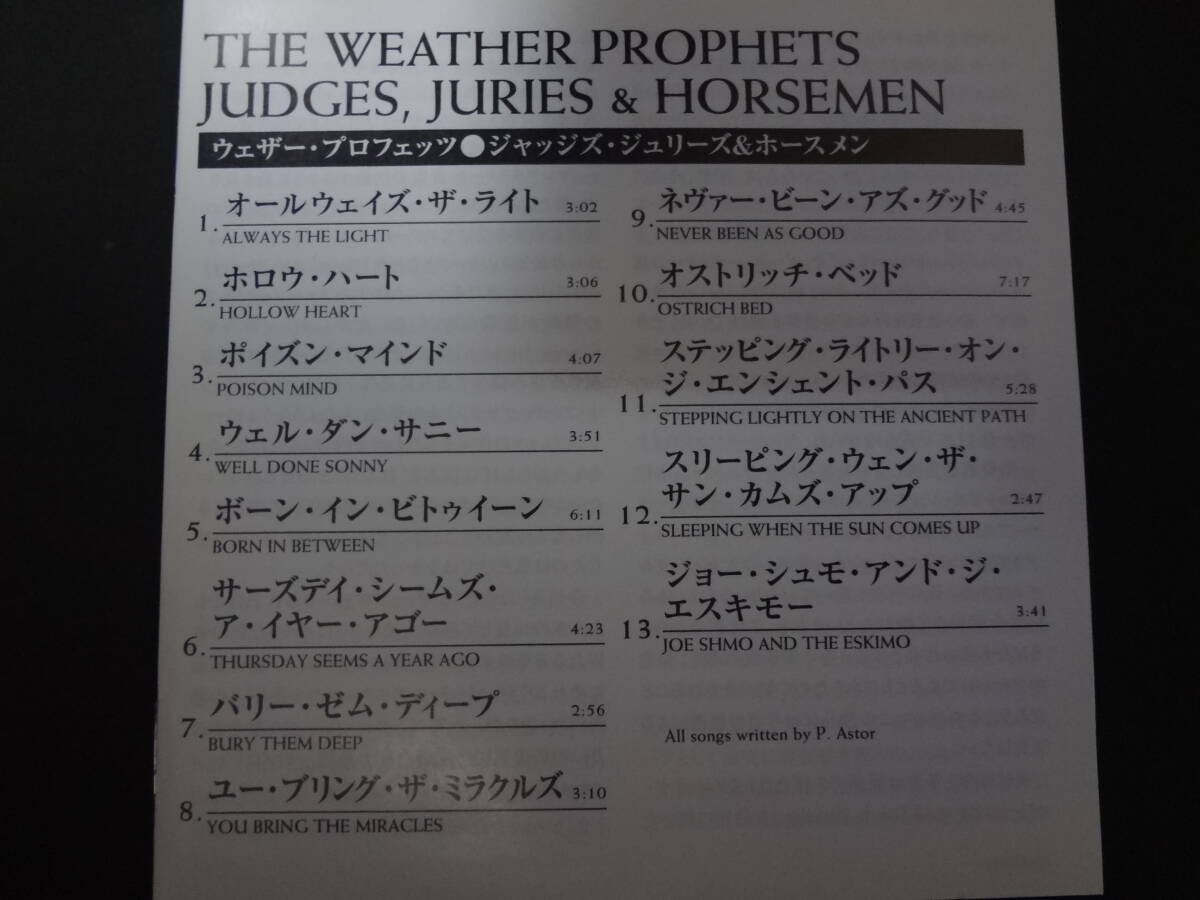 THE WEATHER PROPHETS
JUDGES, JURIES & HORSEMEN
ウェザー・プロフェッツ●ジャッジズ・ジュリーズ&ホースメン
1. オールウェイズ・ザ・ライト 3:02
ALWAYS THE LIGHT
2. ホロウ・ハート 3:06
HOLLOW HEART
3. ポイズン・マインド 4:07
POISON MIND
4. ウェル・ダン・サニー 3:51
WELL DONE SONNY
5. ボーン・イン・ビトゥイーン 6:11
BORN IN BETWEEN
サーズデイ・シームズ・
6. ア・イヤー・アゴー 4:23
THURSDAY SEEMS A YEAR AGO
7. バリー・ゼム・ディープ 2:56
BURY THEM DEEP
8. ユー・ブリング・ザ・ミラクルズ 3:10
YOU BRING THE MIRACLES
9. ネヴァー・ビーン・アズ・グッド 4:45
NEVER BEEN AS GOOD
10. オストリッチ・ベッド 7:17
OSTRICH BED
ステッピング・ライトリー・オン・
11. ジ・エンシェント・パス 5:28
STEPPING LIGHTLY ON THE ANCIENT PATH
スリーピング・ウェン・ザ・
12. サン・カムズ・アップ 2:47
SLEEPING WHEN THE SUN COMES UP
ジョー・シュモ・アンド・ジ・
13. エスキモー 3:41
JOE SHMO AND THE ESKIMO
All songs written by P. Astor